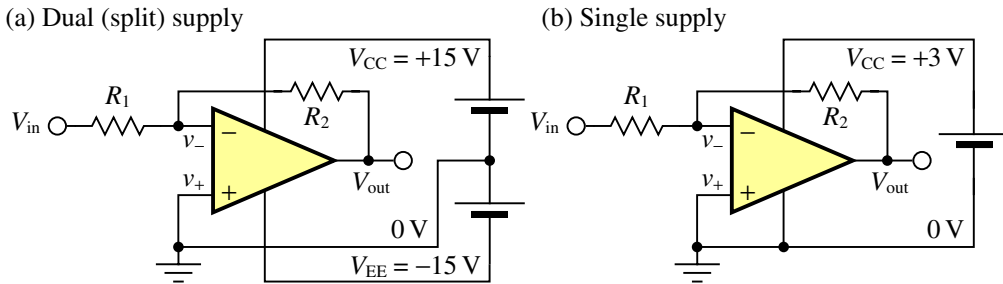 (a) Dual (split) supply
V_CC = +15 V
R_1
R_2
V_in
v_−
−
v_+
+
V_out
0 V
V_EE = −15 V
(b) Single supply
V_CC = +3 V
R_1
R_2
V_in
v_−
−
v_+
+
V_out
0 V